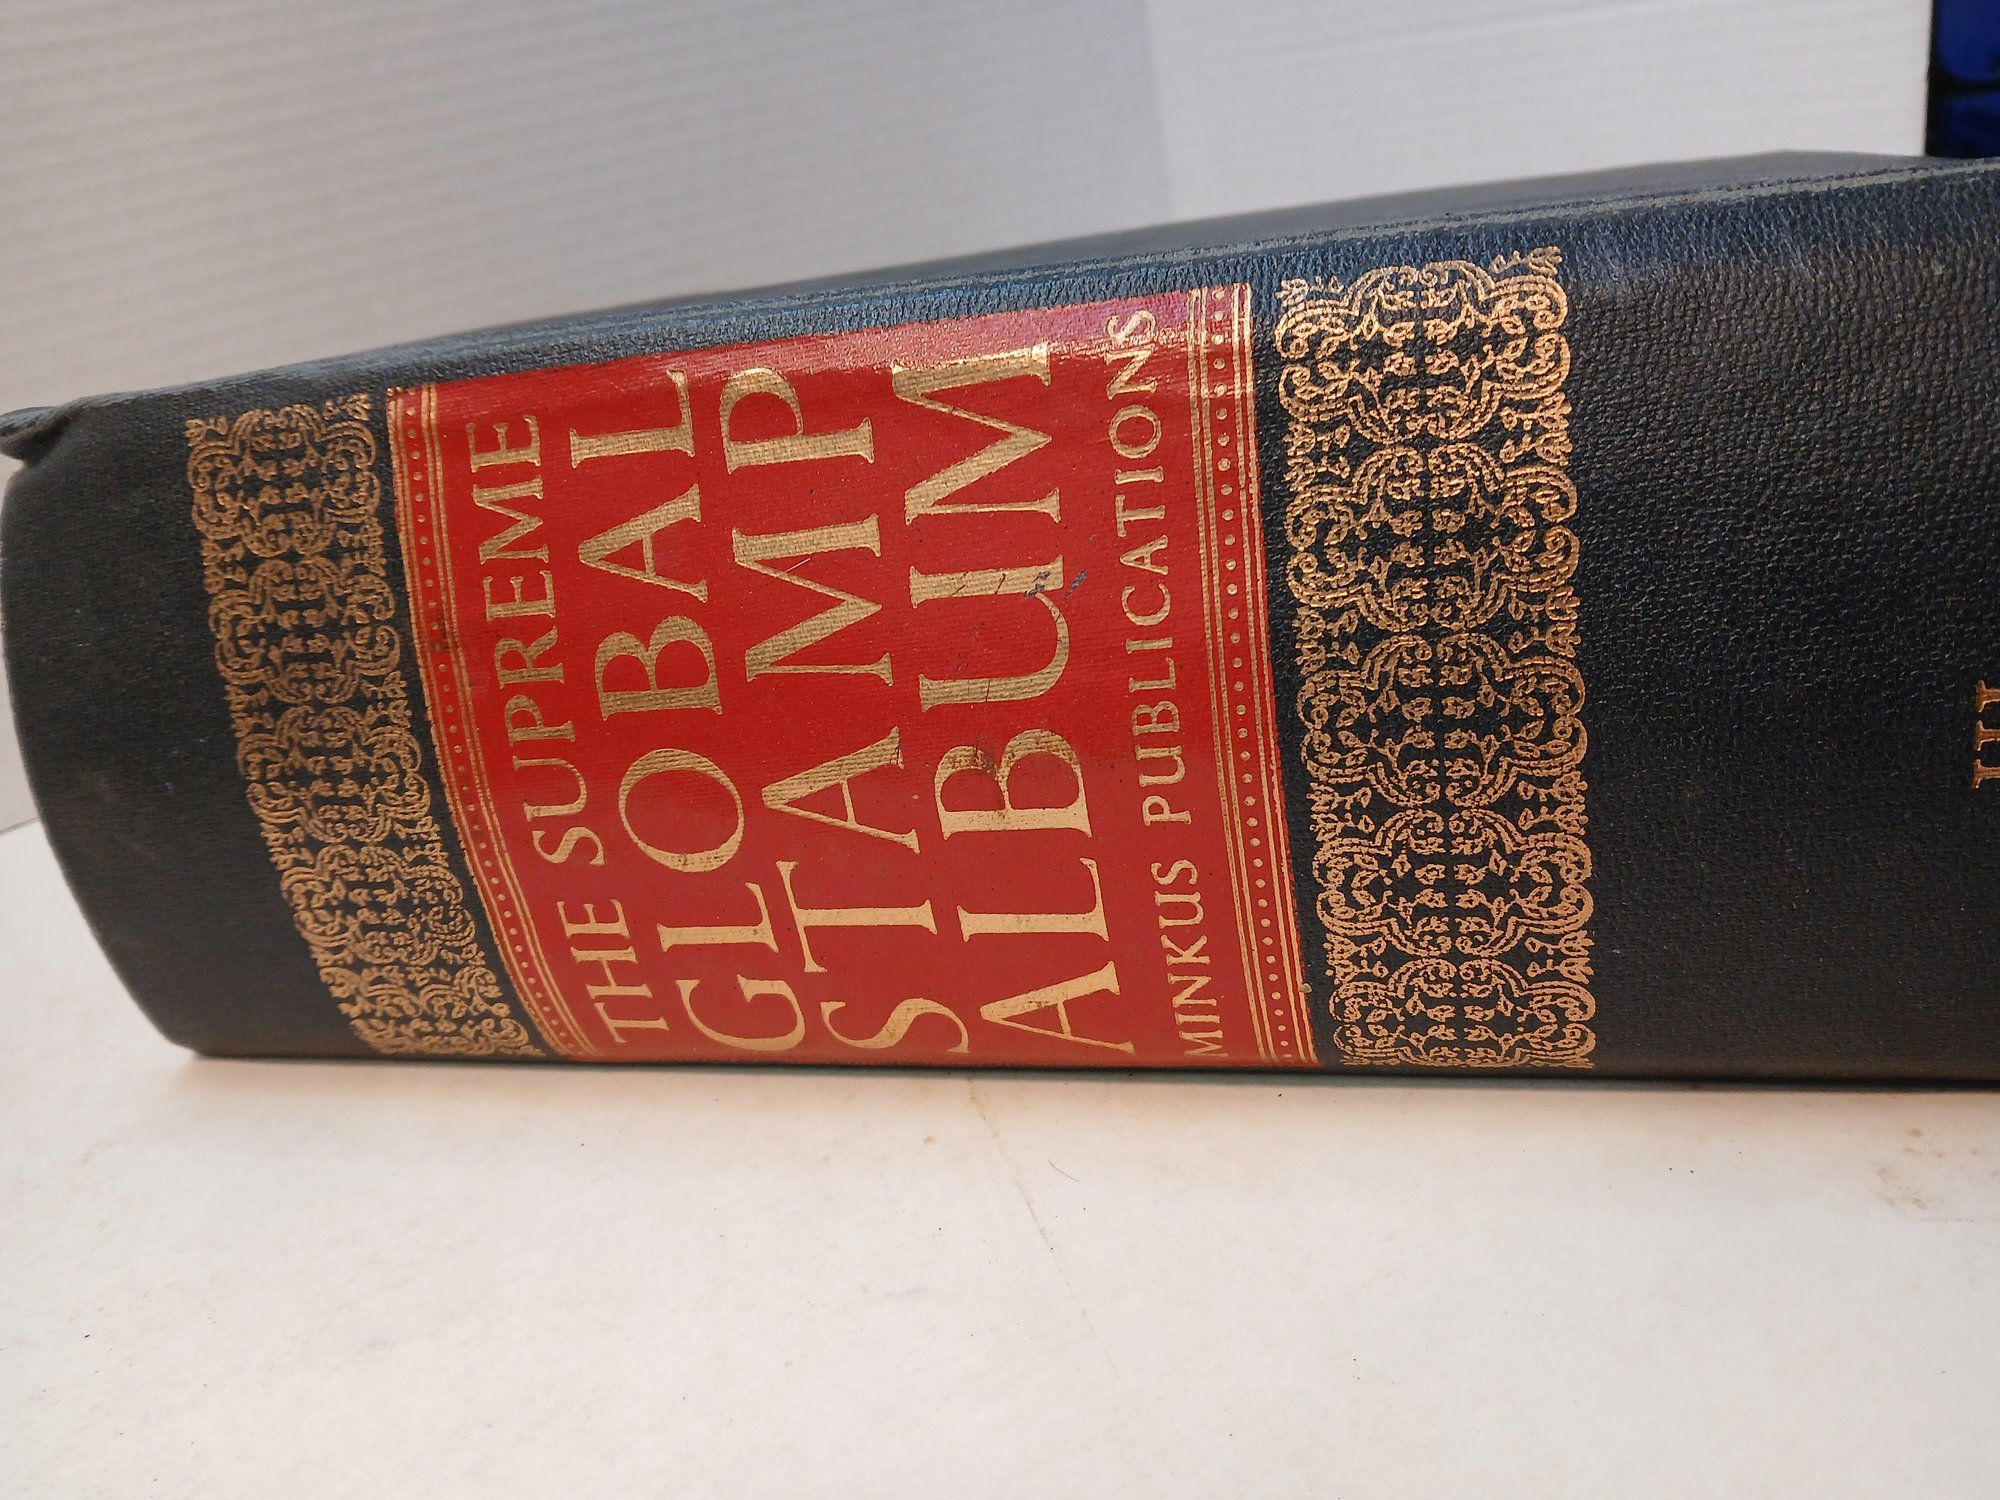 THE SUPREME
GLOBAL
STAMP
ALBUM
MINKUS PUBLICATIONS
III